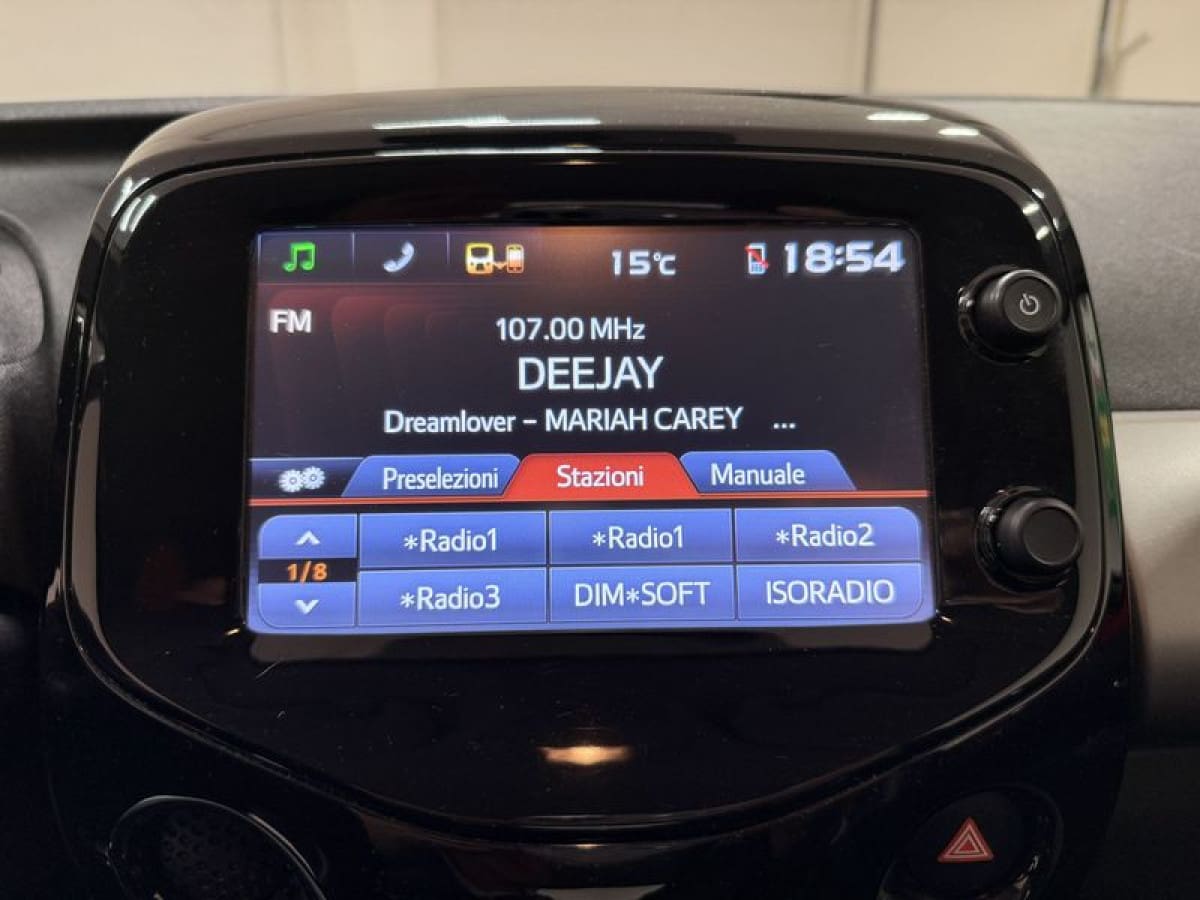 15°C 18:54
FM
107.00 MHz
DEEJAY
Dreamlover - MARIAH CAREY ...
Preselezioni Stazioni Manuale
*Radio1 *Radio1 *Radio2
1/8
*Radio3 DIM*SOFT ISORADIO